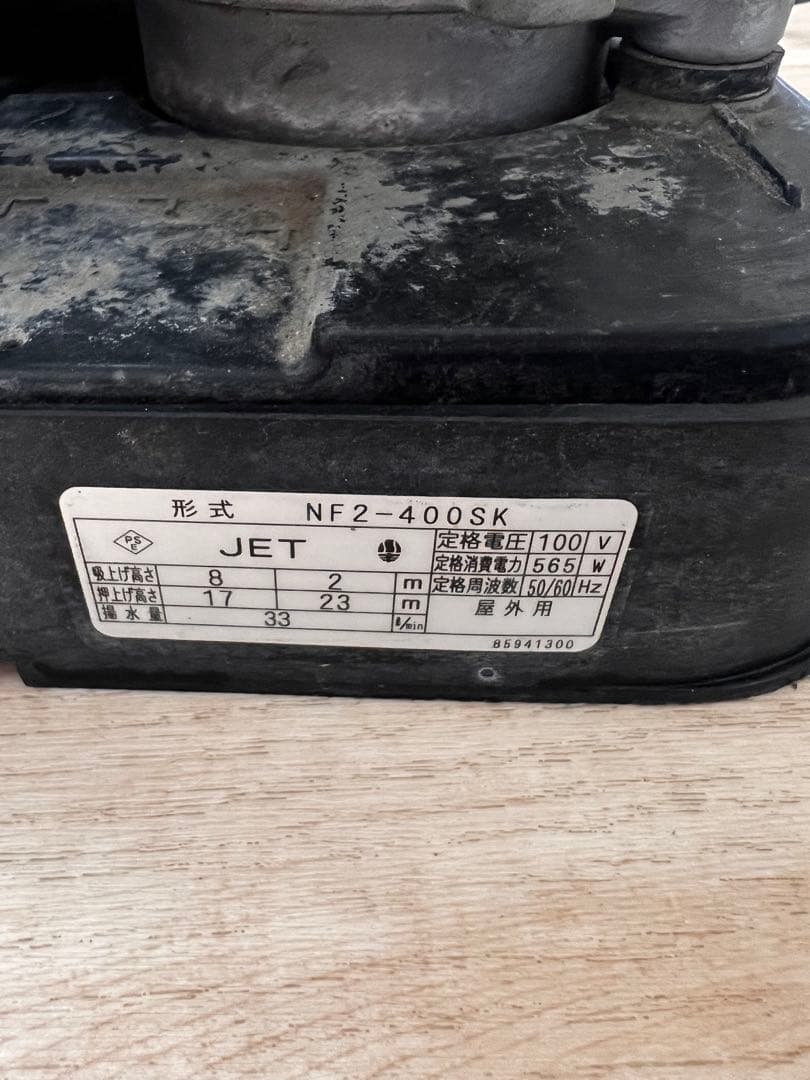 形式 NF2-400SK
PS
E
JET
定格電圧 100 V
定格消費電力 565 W
定格周波数 50/60 Hz
屋外用
吸上げ高さ 8 2 m
押上げ高さ 17 23 m
揚水量 33 ℓ/min
85941300